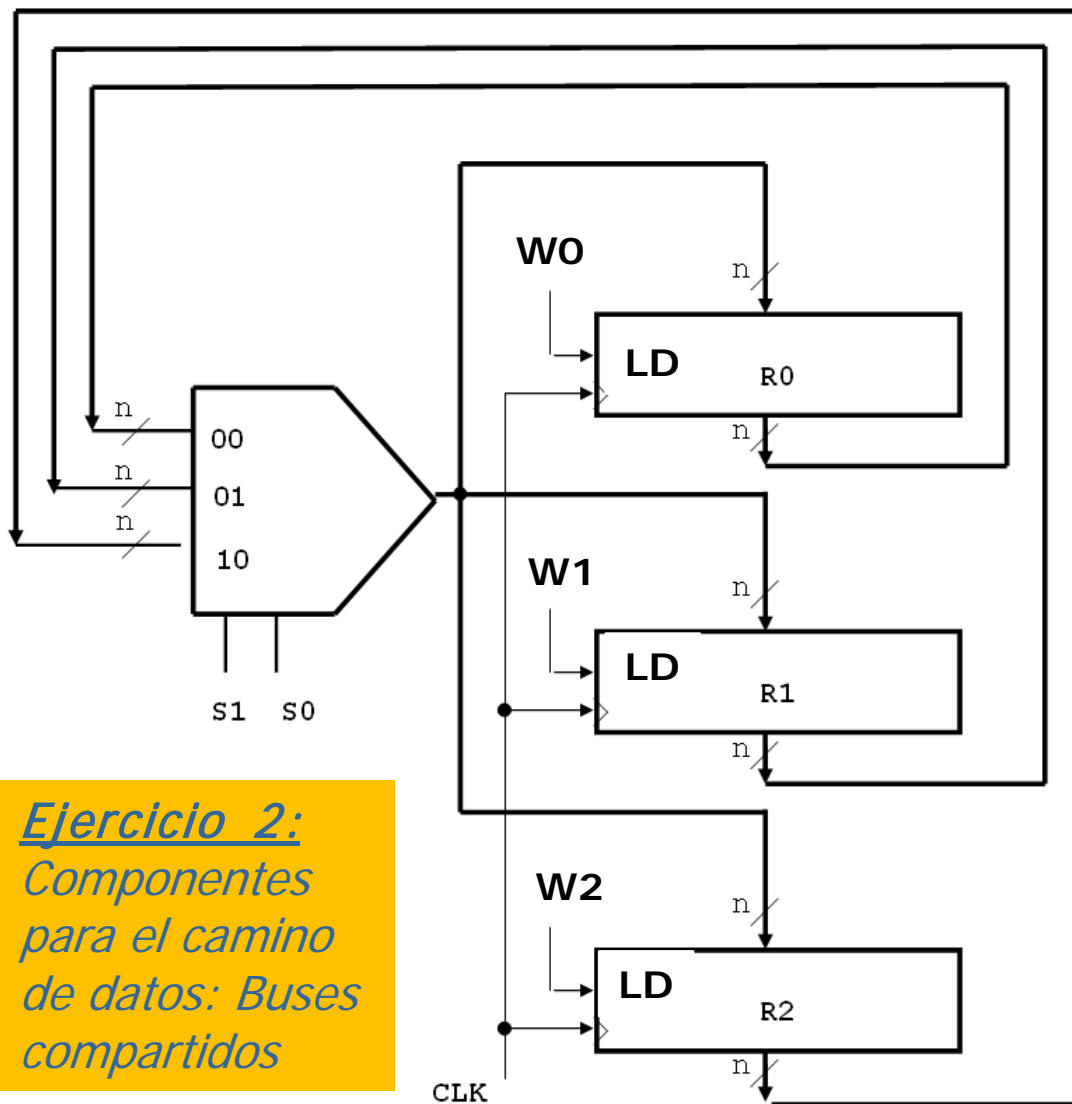 W0
n
LD
R0
n
n
00
n
01
n
10
W1
n
LD
R1
S1 S0
n
Ejercicio 2:
Componentes
para el camino
de datos: Buses
compartidos
W2
n
LD
R2
n
CLK